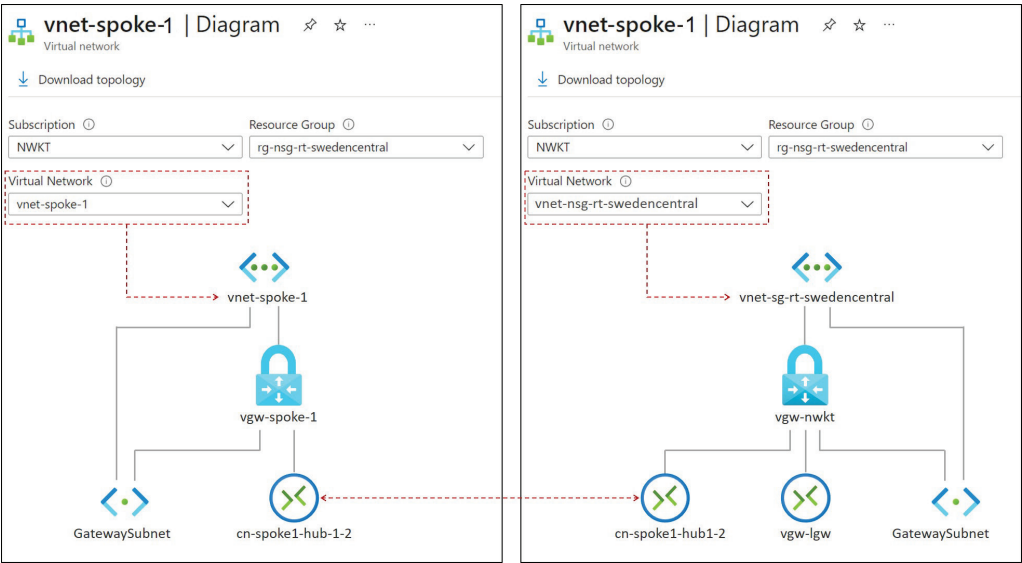 vnet-spoke-1 | Diagram
Virtual network
Download topology
Subscription
Resource Group
NWKT
rg-nsg-rt-swedencentral
Virtual Network
vnet-spoke-1
vnet-spoke-1
vgw-spoke-1
GatewaySubnet
cn-spoke1-hub-1-2
vnet-spoke-1 | Diagram
Virtual network
Download topology
Subscription
Resource Group
NWKT
rg-nsg-rt-swedencentral
Virtual Network
vnet-nsg-rt-swedencentral
vnet-sg-rt-swedencentral
vgw-nwkt
cn-spoke1-hub1-2
vgw-lgw
GatewaySubnet